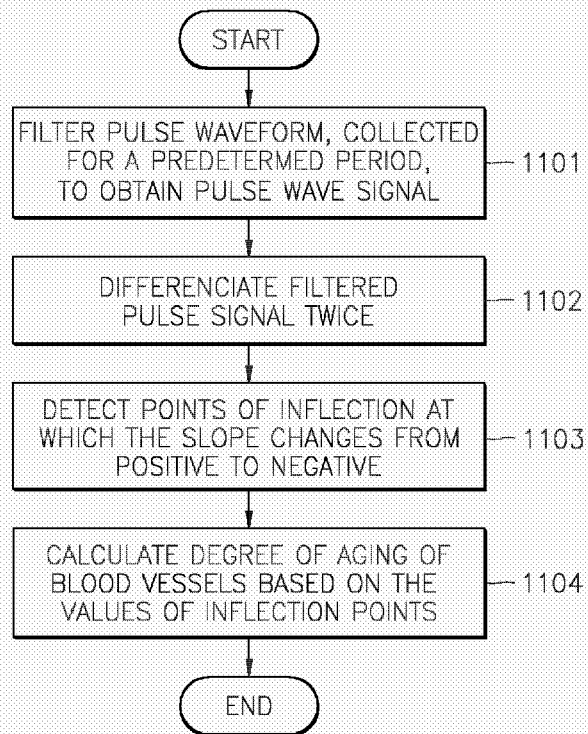 START
FILTER PULSE WAVEFORM, COLLECTED
FOR A PREDETERMED PERIOD,
TO OBTAIN PULSE WAVE SIGNAL
1101
DIFFERENCIATE FILTERED
PULSE SIGNAL TWICE
1102
DETECT POINTS OF INFLECTION AT
WHICH THE SLOPE CHANGES FROM
POSITIVE TO NEGATIVE
1103
CALCULATE DEGREE OF AGING OF
BLOOD VESSELS BASED ON THE
VALUES OF INFLECTION POINTS
1104
END